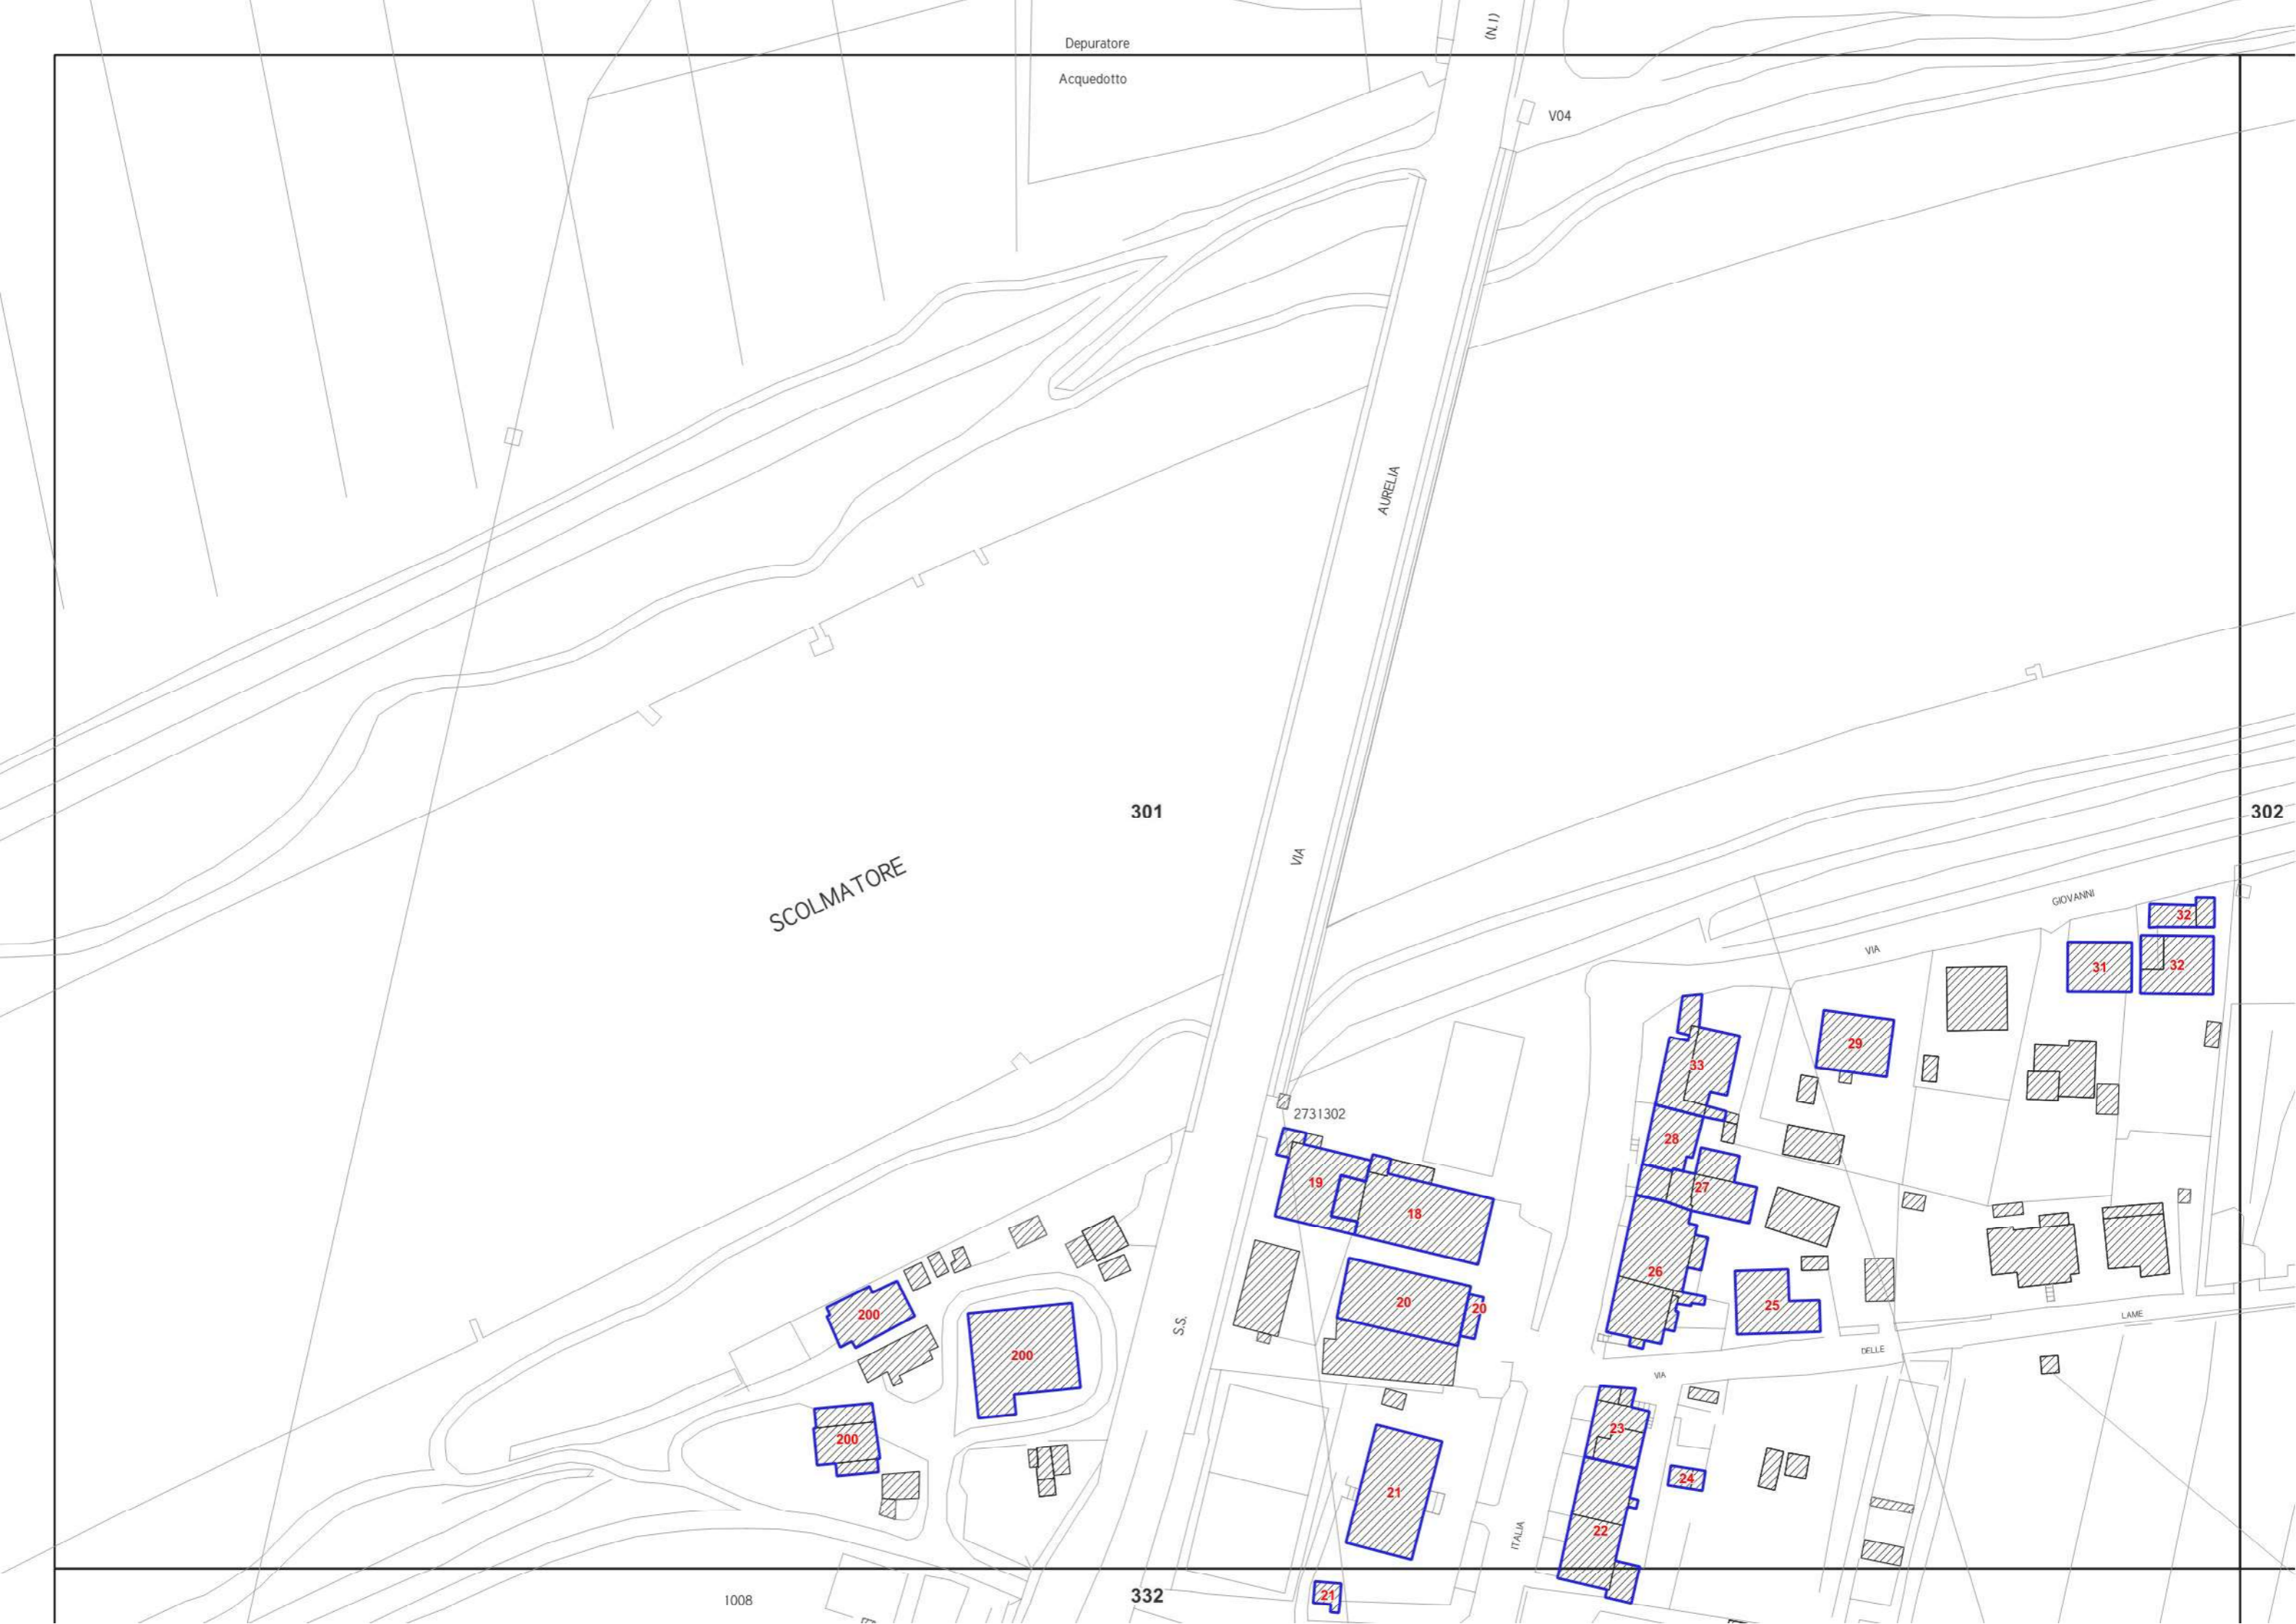 (N.1)
Depuratore
Acquedotto
V04
AURELIA
301
302
VIA
SCOLMATORE
GIOVANNI
32
VIA
31
32
29
33
2731302
28
19
27
18
26
20
20
25
200
S.S.
LAME
200
DELLE
VIA
23
200
24
21
22
ITALIA
332
21
1008